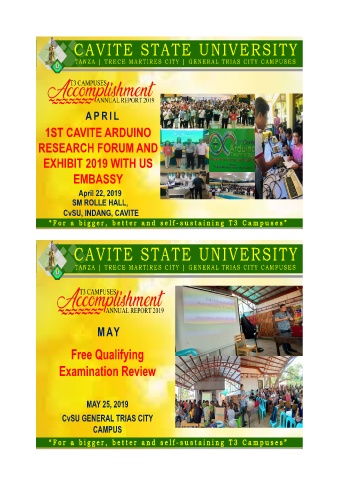 CAVITE STATE UNIVERSITY
TANZA | TRECE MARTIRES CITY | GENERAL TRIAS CITY CAMPUSES
T3 CAMPUSES
Accomplishment
ANNUAL REPORT 2019
APRIL
1ST CAVITE ARDUINO
RESEARCH FORUM AND
EXHIBIT 2019 WITH US
EMBASSY
April 22, 2019
SM ROLLE HALL,
CvSU, INDANG, CAVITE
Arduino
"For a bigger, better and self-sustaining T3 Campuses"
CAVITE STATE UNIVERSITY
TANZA | TRECE MARTIRES CITY | GENERAL TRIAS CITY CAMPUSES
T3 CAMPUSES
Accomplishment
ANNUAL REPORT 2019
MAY
Free Qualifying
Examination Review
MAY 25, 2019
CvSU GENERAL TRIAS CITY
CAMPUS
"For a bigger, better and self-sustaining T3 Campuses"